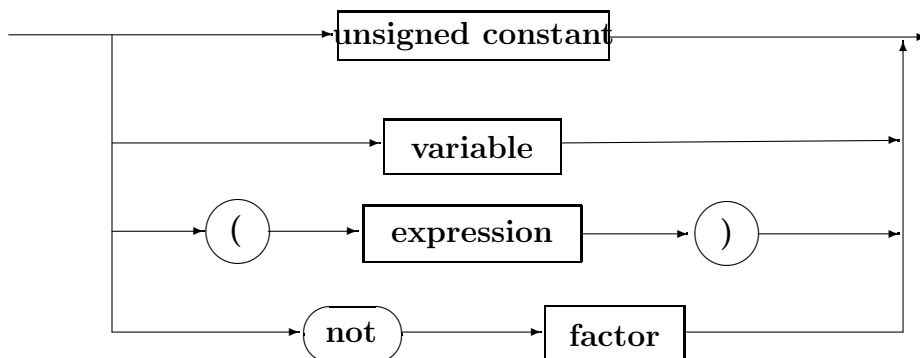 unsigned constant
variable
( expression )
not factor